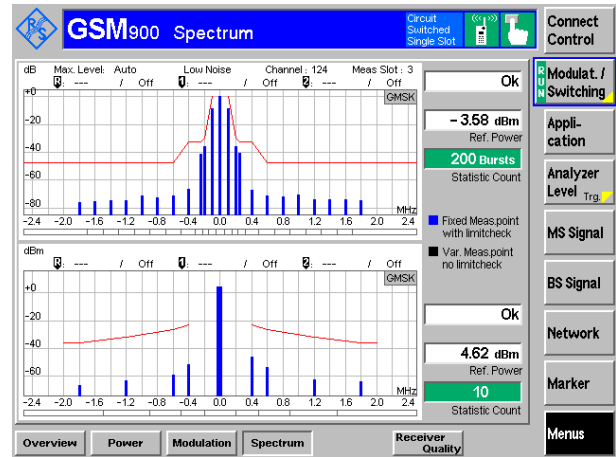 R S
GSM900 Spectrum
Circuit
Switched
Single Slot
Connect
Control
dB Max. Level: Auto Low Noise Channel : 124 Meas Slot : 3
1: --- / Off 2: --- / Off
GMSK
+0
-20
-40
-60
-80
MHz
-2.4 -2.0 -1.6 -1.2 -0.8 -0.4 0.0 0.4 0.8 1.2 1.6 2.0 2.4
Ok
- 3.58 dBm
Ref. Power
200 Bursts
Statistic Count
Fixed Meas.point
with limitcheck
Var. Meas.point
no limitcheck
dBm
--- / Off --- / Off
GMSK
+0
-20
-40
-60
MHz
-2.4 -2.0 -1.6 -1.2 -0.8 -0.4 0.0 0.4 0.8 1.2 1.6 2.0 2.4
Ok
4.62 dBm
Ref. Power
10
Statistic Count
RUN
Modulat. /
Switching
Appli-
cation
Analyzer
Level Trg.
MS Signal
BS Signal
Network
Marker
Menus
Overview Power Modulation Spectrum Receiver
Quality